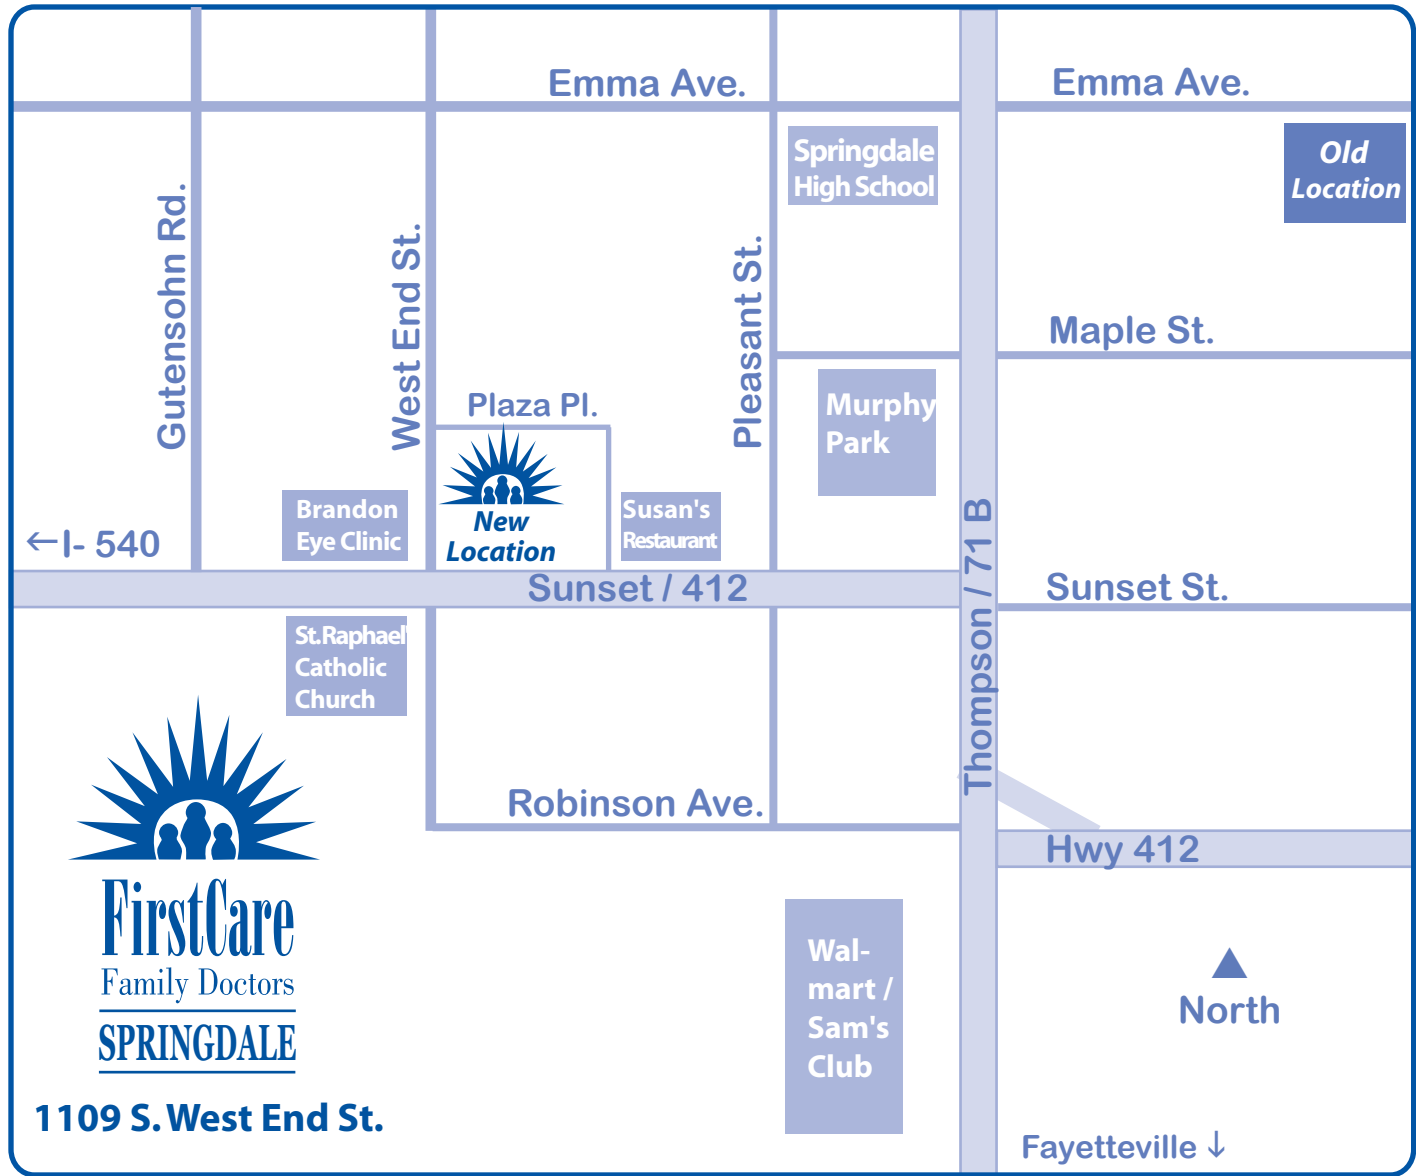 Emma Ave.
Emma Ave.
Springdale
High School
Old
Location
Gutensohn Rd.
West End St.
Pleasant St.
Maple St.
Plaza Pl.
Murphy
Park
Brandon
Eye Clinic
New
Location
Susan's
Restaurant
←I- 540
Sunset / 412
Thompson / 71 B
Sunset St.
St.Raphael'
Catholic
Church
Robinson Ave.
Hwy 412
FirstCare
Family Doctors
SPRINGDALE
1109 S. West End St.
Wal-
mart /
Sam's
Club
North
Fayetteville ↓